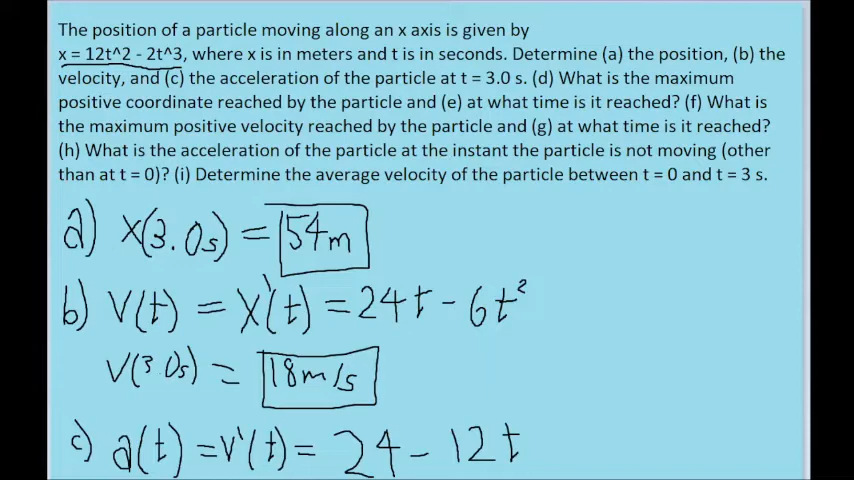 The position of a particle moving along an x axis is given by
x = 12t^2 - 2t^3, where x is in meters and t is in seconds. Determine (a) the position, (b) the
velocity, and (c) the acceleration of the particle at t = 3.0 s. (d) What is the maximum
positive coordinate reached by the particle and (e) at what time is it reached? (f) What is
the maximum positive velocity reached by the particle and (g) at what time is it reached?
(h) What is the acceleration of the particle at the instant the particle is not moving (other
than at t = 0)? (i) Determine the average velocity of the particle between t = 0 and t = 3 s.
a) x(3.0s) = 54m
b) v(t) = x'(t) = 24t - 6t²
v(3.0s) = 18m/s
c) a(t) = v'(t) = 24 - 12t